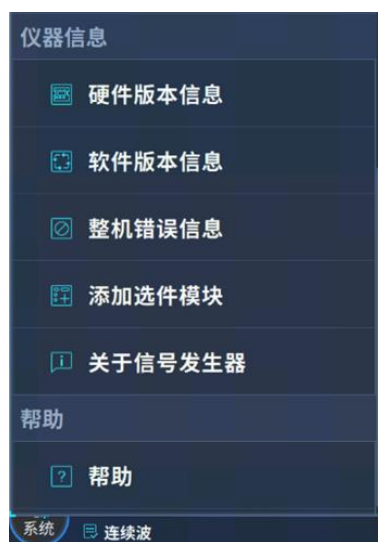 仪器信息
硬件版本信息
软件版本信息
整机错误信息
添加选件模块
关于信号发生器
帮助
帮助
系统 连续波